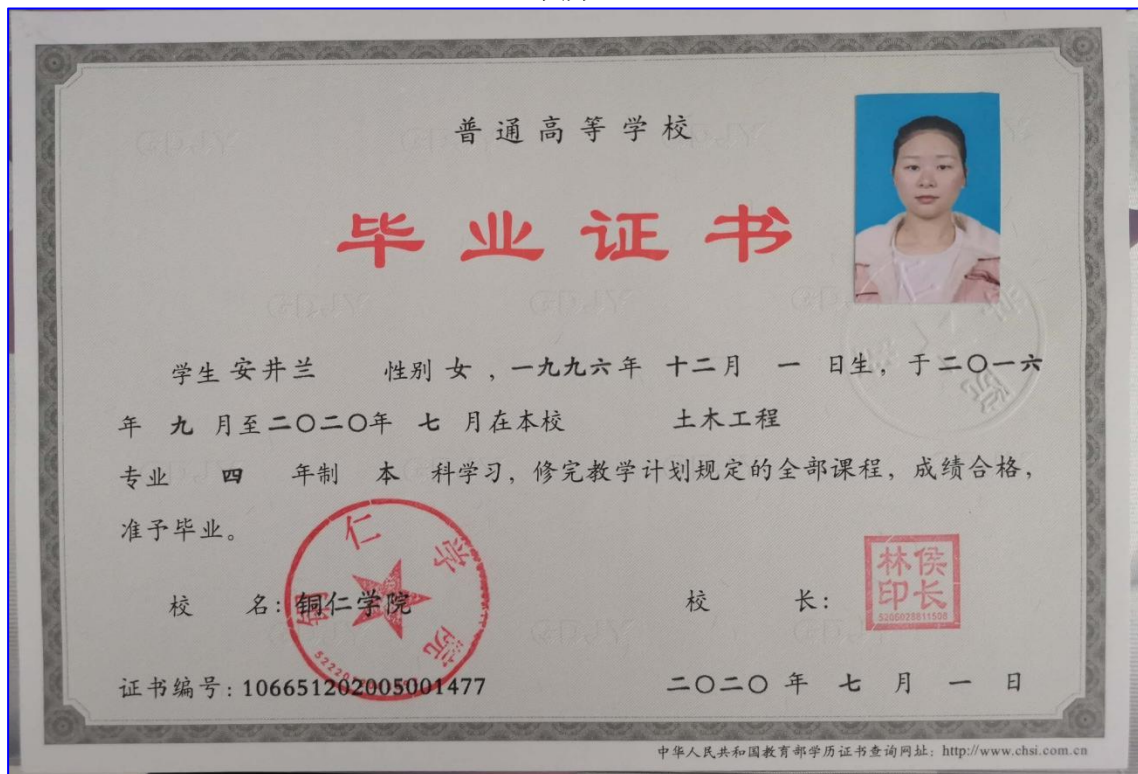 普通高等学校
毕业证书
学生 安井兰 性别 女 ,一九九六年 十二月 一 日生, 于二〇一六
年 九 月至二〇二〇年 七 月在本校 土木工程
专业 四 年制 本 科学习, 修完教学计划规定的全部课程, 成绩合格,
准予毕业。
铜仁学院
侯长林印
5206028811506
校 名: 铜仁学院 校 长:
证书编号: 106651202005001477 二〇二〇 年 七 月 一 日
中华人民共和国教育部学历证书查询网址: http://www.chsi.com.cn